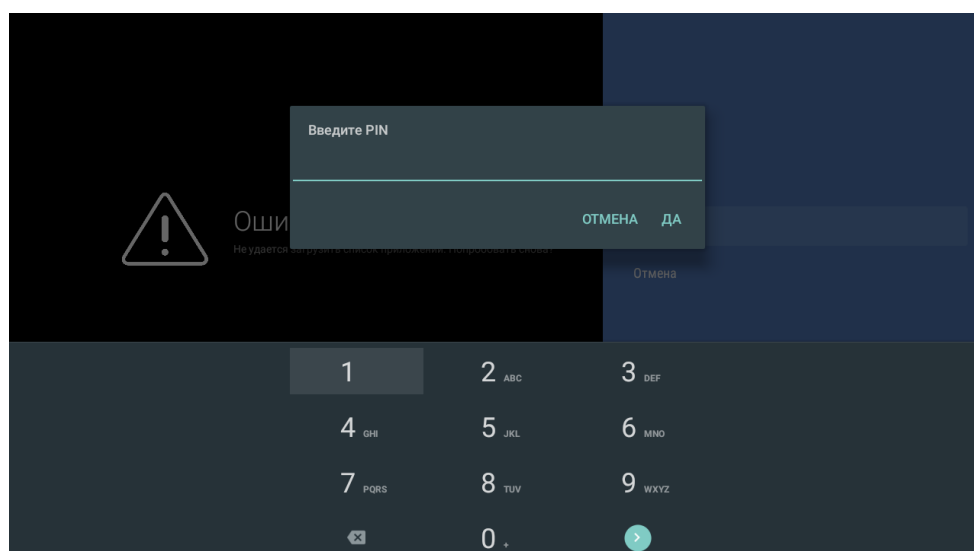 Введите PIN
ОТМЕНА ДА
Оши
Не удается загрузить список приложений. Попробовать снова?
Отмена
1 2 ABC 3 DEF
4 GHI 5 JKL 6 MNO
7 PQRS 8 TUV 9 WXYZ
0 +